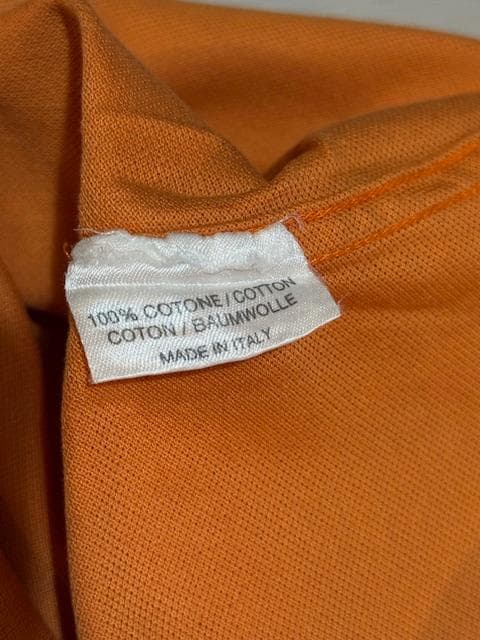 100% COTONE / COTTON
COTON / BAUMWOLLE
MADE IN ITALY